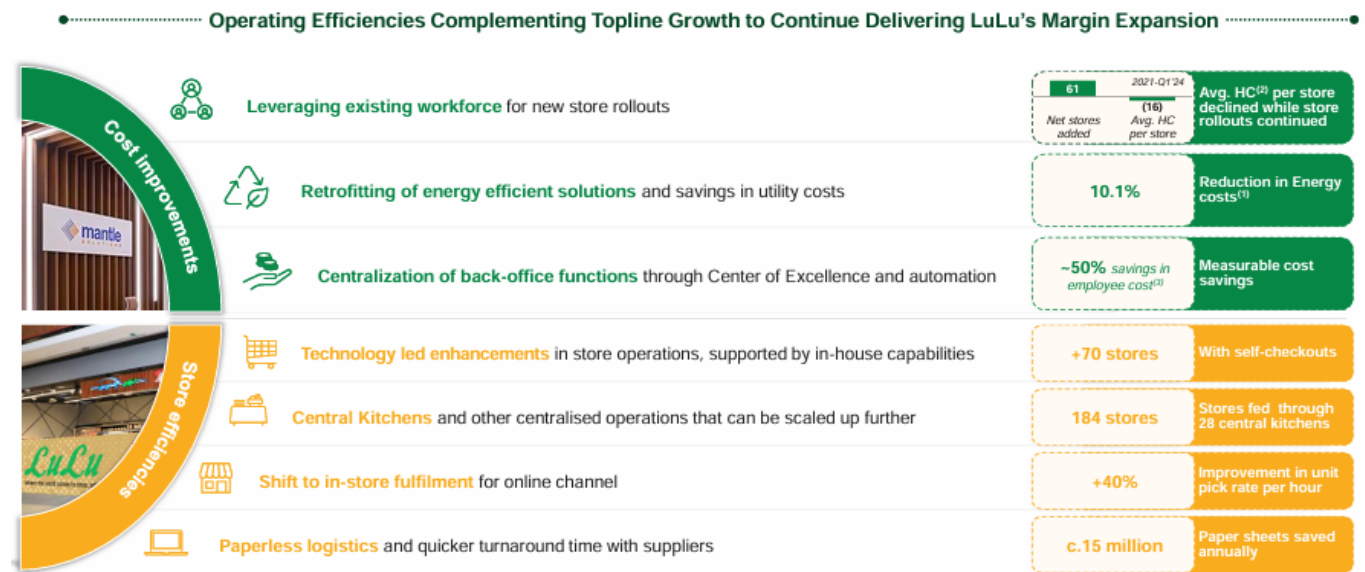 Operating Efficiencies Complementing Topline Growth to Continue Delivering LuLu's Margin Expansion
Cost improvements
mantle
SOLUTIONS
Leveraging existing workforce for new store rollouts
2021-Q1'24
61
(16)
Net stores added
Avg. HC per store
Avg. HC(2) per store
declined while store
rollouts continued
Retrofitting of energy efficient solutions and savings in utility costs
10.1%
Reduction in Energy
costs(1)
Centralization of back-office functions through Center of Excellence and automation
~50% savings in
employee cost(3)
Measurable cost
savings
Store efficiencies
LuLu
Technology led enhancements in store operations, supported by in-house capabilities
+70 stores
With self-checkouts
Central Kitchens and other centralised operations that can be scaled up further
184 stores
Stores fed through
28 central kitchens
Shift to in-store fulfilment for online channel
+40%
Improvement in unit
pick rate per hour
Paperless logistics and quicker turnaround time with suppliers
c.15 million
Paper sheets saved
annually